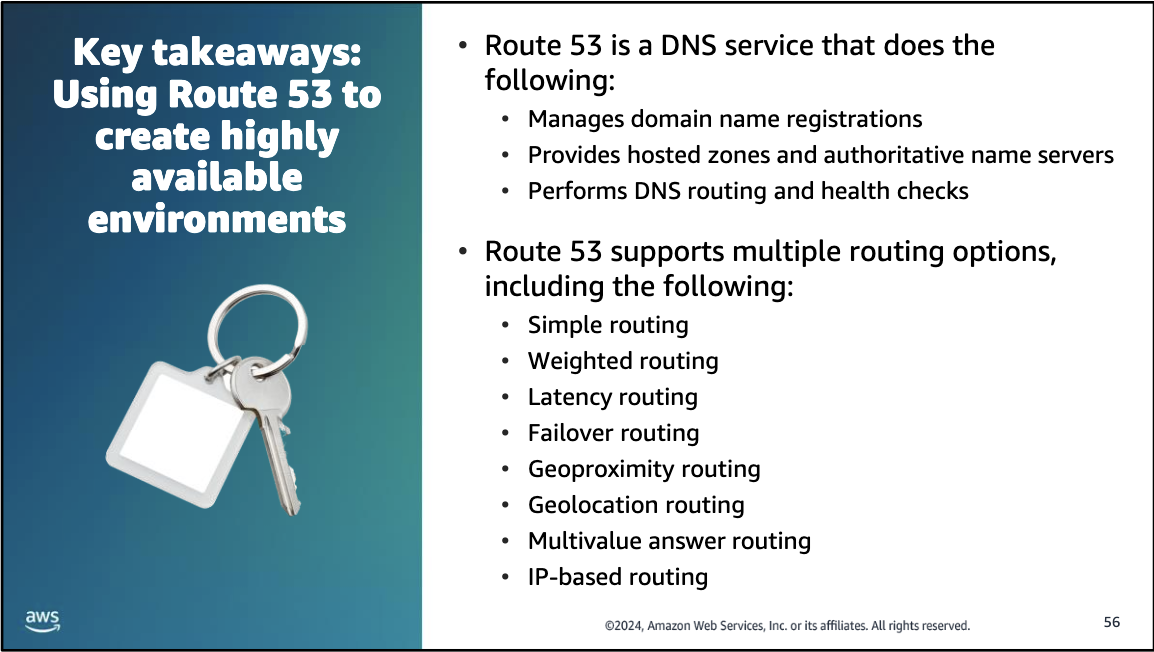 Key takeaways:
Using Route 53 to
create highly
available
environments
• Route 53 is a DNS service that does the
following:
• Manages domain name registrations
• Provides hosted zones and authoritative name servers
• Performs DNS routing and health checks
• Route 53 supports multiple routing options,
including the following:
• Simple routing
• Weighted routing
• Latency routing
• Failover routing
• Geoproximity routing
• Geolocation routing
• Multivalue answer routing
• IP-based routing
aws
©2024, Amazon Web Services, Inc. or its affiliates. All rights reserved.
56